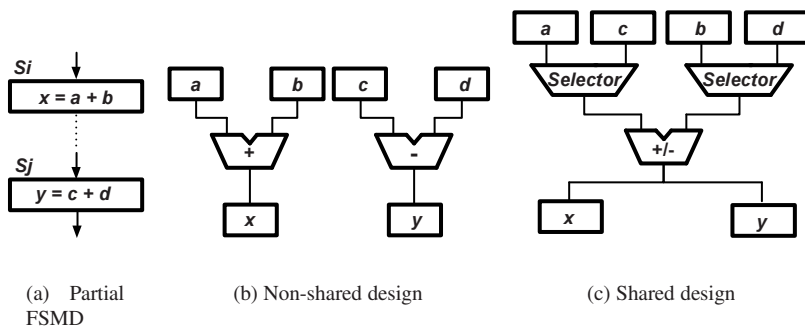 Si
x = a + b
Sj
y = c + d
(a) Partial
FSMD
a b c d
+ -
x y
(b) Non-shared design
a c b d
Selector Selector
+/-
x y
(c) Shared design